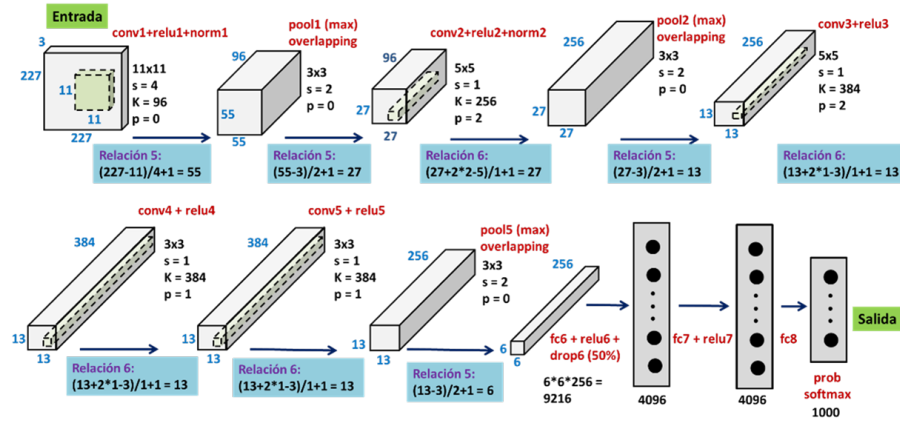 Entrada
3
227
11
11
227
conv1+relu1+norm1
11x11
s = 4
K = 96
p = 0
Relación 5:
(227-11)/4+1 = 55
96
55
55
pool1 (max)
overlapping
3x3
s = 2
p = 0
Relación 5:
(55-3)/2+1 = 27
96
27
27
conv2+relu2+norm2
5x5
s = 1
K = 256
p = 2
Relación 6:
(27+2*2-5)/1+1 = 27
256
27
27
pool2 (max)
overlapping
3x3
s = 2
p = 0
Relación 5:
(27-3)/2+1 = 13
256
13
13
conv3+relu3
5x5
s = 1
K = 384
p = 2
Relación 6:
(13+2*1-3)/1+1 = 13
384
13
13
conv4 + relu4
3x3
s = 1
K = 384
p = 1
Relación 6:
(13+2*1-3)/1+1 = 13
384
13
13
conv5 + relu5
3x3
s = 1
K = 384
p = 1
Relación 6:
(13+2*1-3)/1+1 = 13
256
13
13
pool5 (max)
overlapping
3x3
s = 2
p = 0
Relación 5:
(13-3)/2+1 = 6
256
6
6
fc6 + relu6 +
drop6 (50%)
6*6*256 =
9216
4096
fc7 + relu7
4096
fc8
prob
softmax
1000
Salida